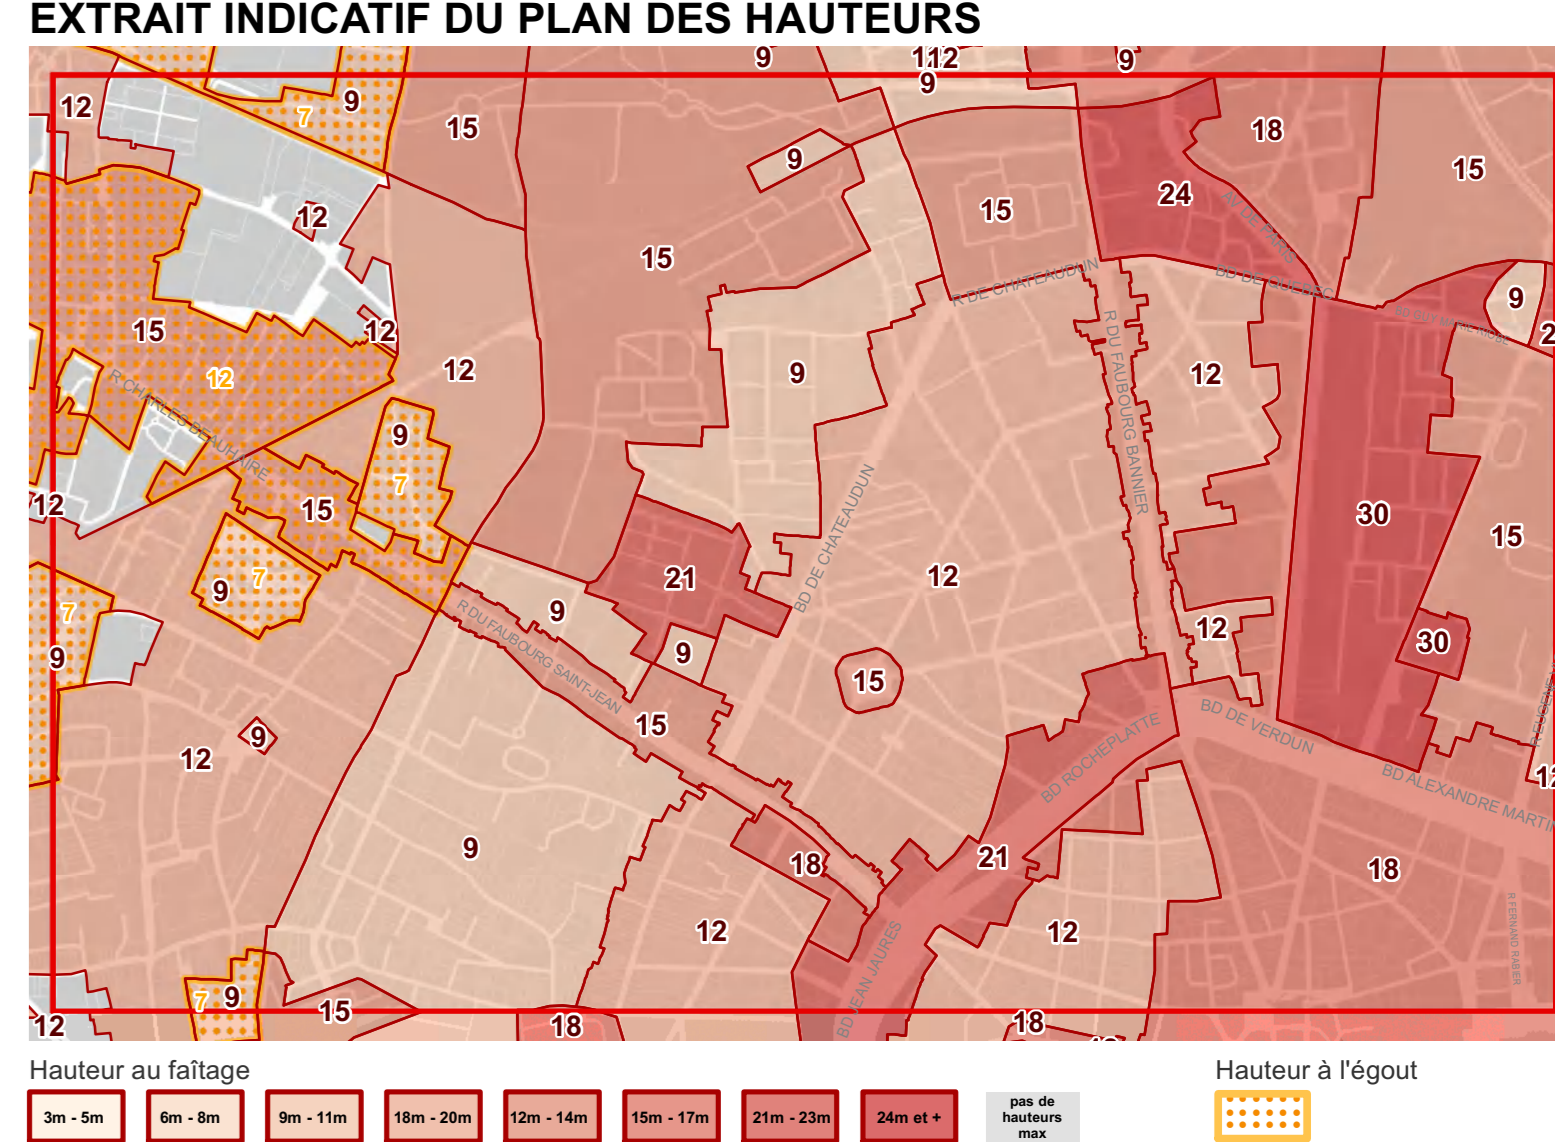 EXTRAIT INDICATIF DU PLAN DES HAUTEURS
9
12
9
9
12
7
9
15
18
9
15
24
15
12
15
AV DE PARIS
15
R DE CHATEAUDUN
BD DE QUEBEC
9
BD GUY MARIE RIOBE
15
12
2
12
12
9
12
R DU FAUBOURG BANNIER
R CHARLES BEAUHAIRE
9
7
15
12
BD DE CHATEAUDUN
30
15
21
12
7
9
7
9
R DU FAUBOURG SAINT-JEAN
12
30
9
9
15
15
BD DE VERDUN
BD ROCHEPLATTE
9
12
BD ALEXANDRE MARTIN
12
9
18
21
18
12
12
R FERNAND RABIER
BD JEAN JAURES
7
9
15
12
18
18
Hauteur au faîtage
Hauteur à l'égout
3m - 5m
6m - 8m
9m - 11m
18m - 20m
12m - 14m
15m - 17m
21m - 23m
24m et +
pas de
hauteurs
max